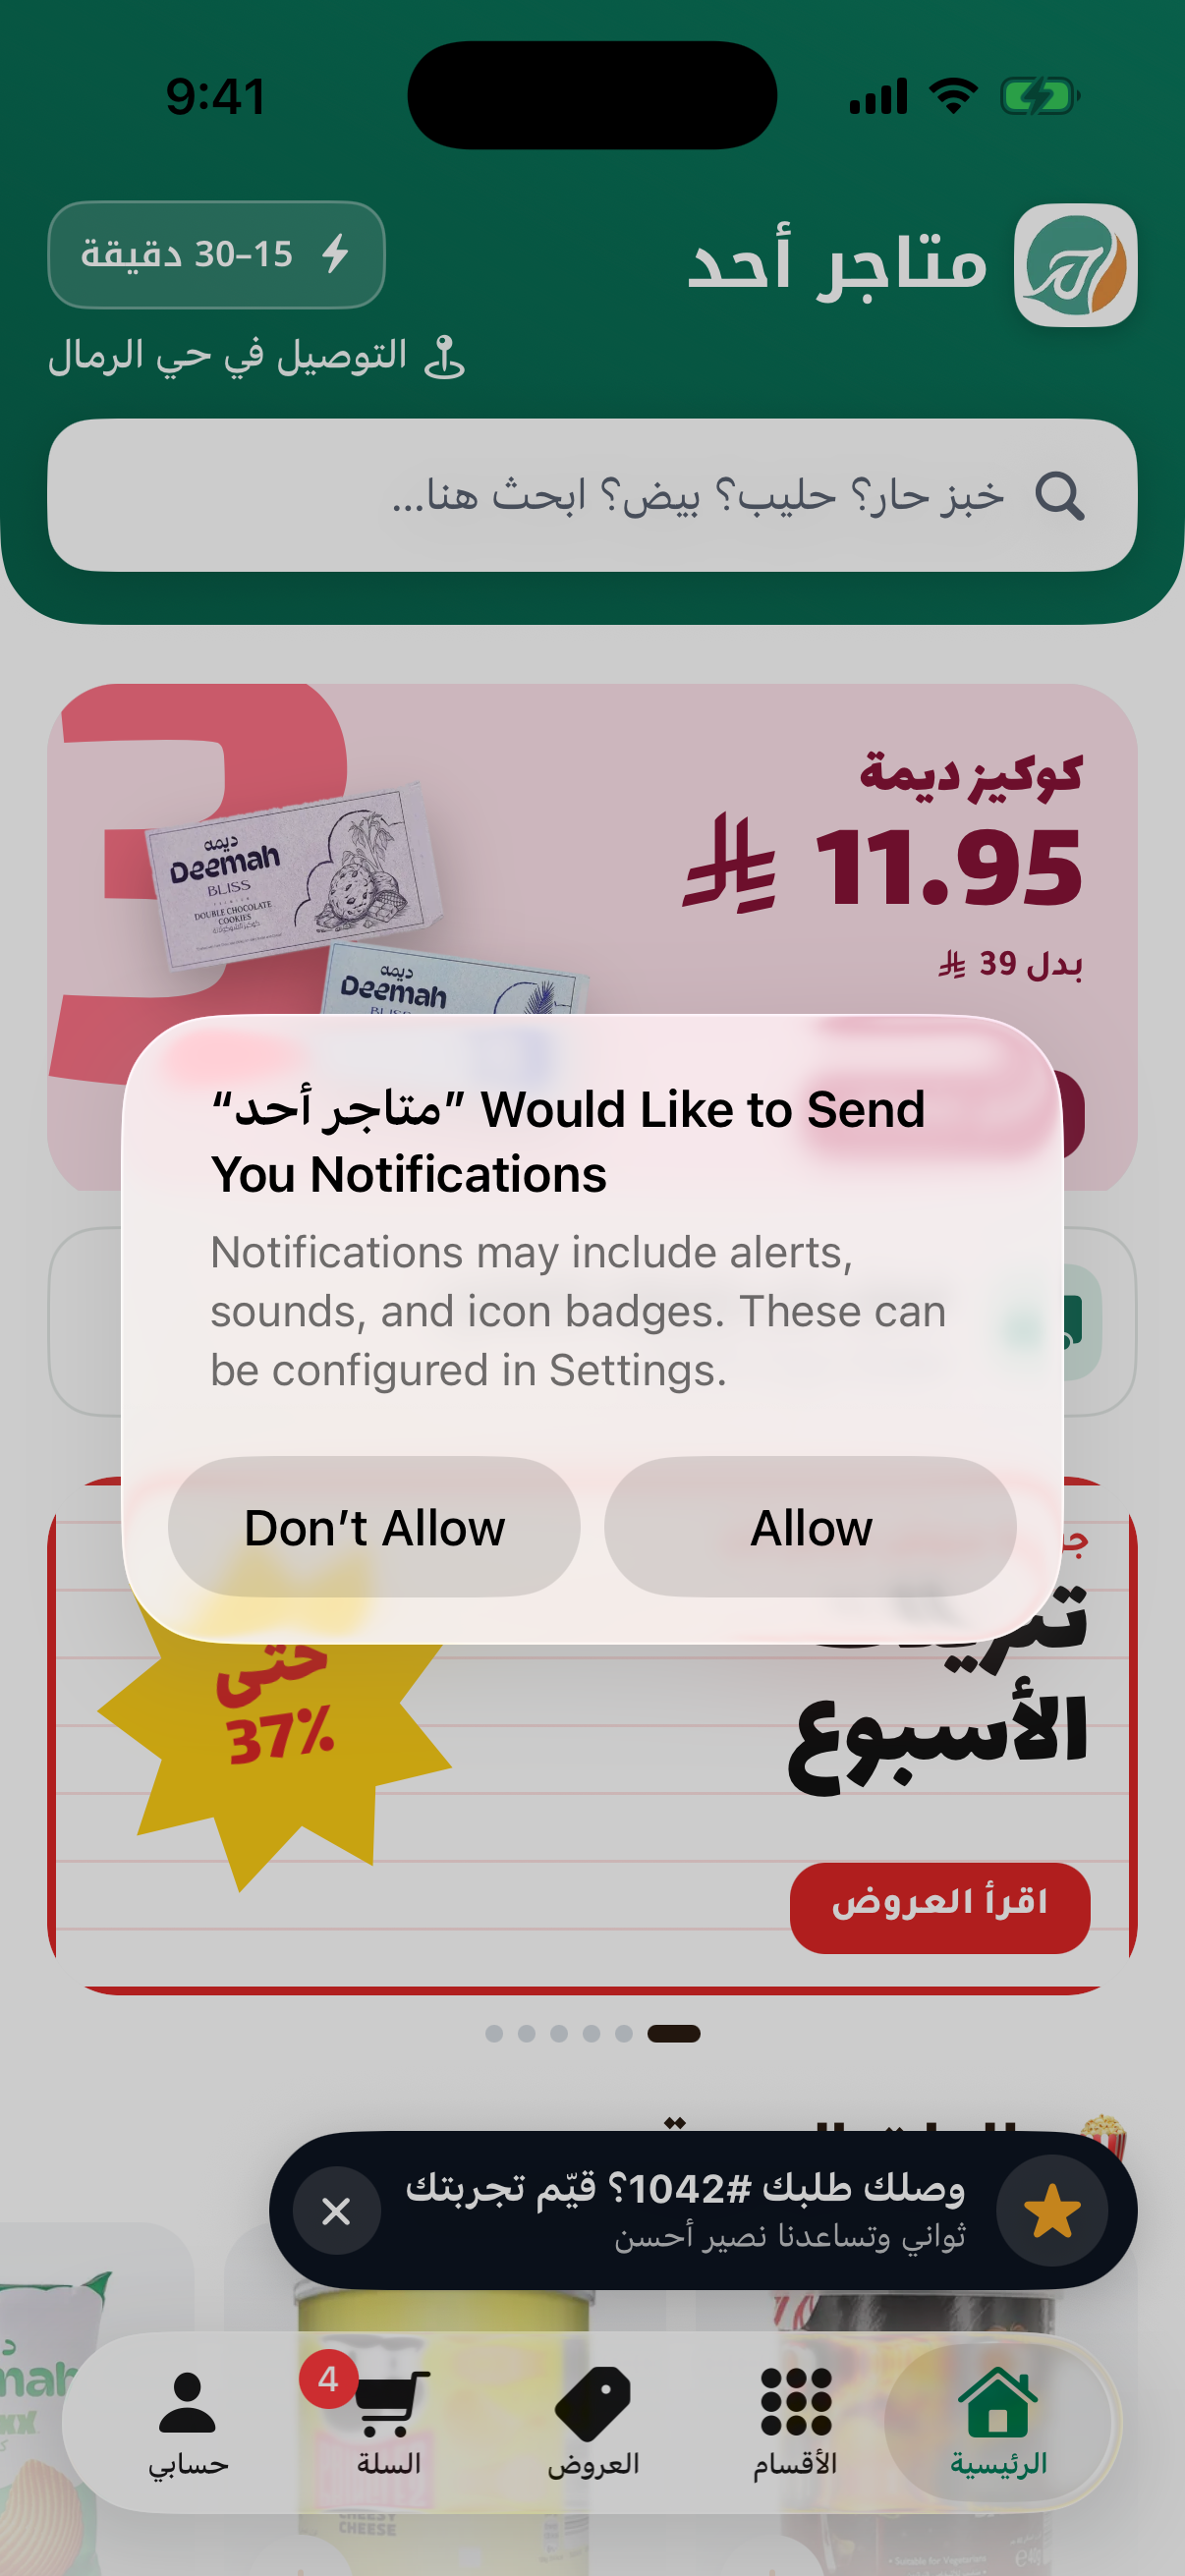 9:41
متاجر أحد
15–30 دقيقة
التوصيل في حي الرمال
خبز حار؟ حليب؟ بيض؟ ابحث هنا...
كوكيز ديمة
11.95
بدل 39
ديمه
Deemah
BLISS
DOUBLE CHOCOLATE
COOKIES
ديمه
Deemah
“متاجر أحد” Would Like to Send
You Notifications
Notifications may include alerts,
sounds, and icon badges. These can
be configured in Settings.
Don’t Allow
Allow
الأسبوع
حتى
37%
اقرأ العروض
وصلك طلبك #1042؟ قيّم تجربتك
ثواني وتساعدنا نصير أحسن
الرئيسية
الأقسام
العروض
السلة
4
حسابي
CHEESY
CHEESE